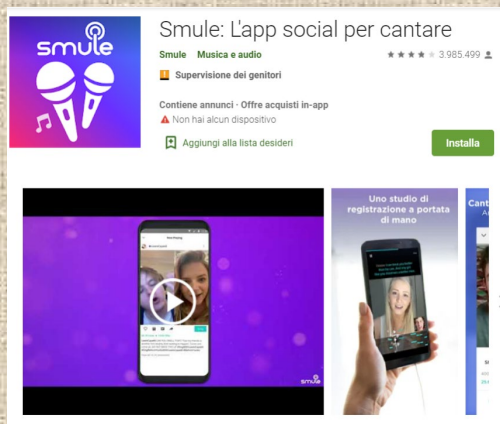 smule
Smule: L'app social per cantare
Smule Musica e audio
3.985.499
Supervisione dei genitori
Contiene annunci · Offre acquisti in-app
Non hai alcun dispositivo
Aggiungi alla lista desideri
Installa
smule
Uno studio di
registrazione a portata
di mano
Cant